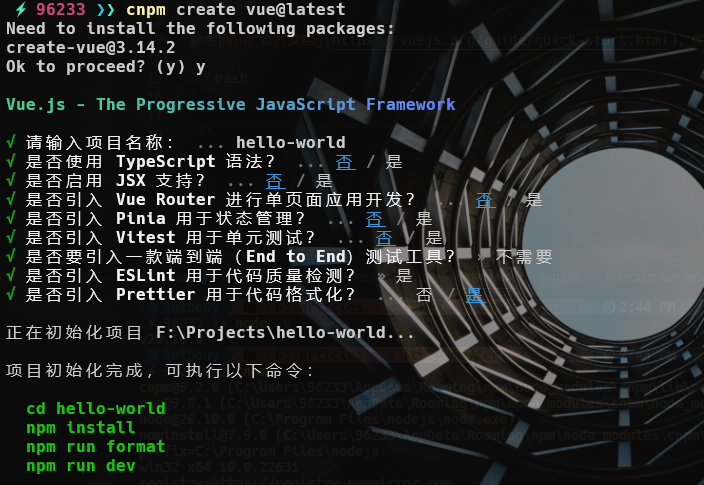 ⚡ 96233 ❯❯ cnpm create vue@latest
Need to install the following packages:
create-vue@3.14.2
Ok to proceed? (y) y
Vue.js - The Progressive JavaScript Framework
√ 请输入项目名称： ... hello-world
√ 是否使用 TypeScript 语法？ ... 否 / 是
√ 是否启用 JSX 支持？ ... 否 / 是
√ 是否引入 Vue Router 进行单页面应用开发？ ... 否 / 是
√ 是否引入 Pinia 用于状态管理？ ... 否 / 是
√ 是否引入 Vitest 用于单元测试？ ... 否 / 是
√ 是否要引入一款端到端（End to End）测试工具？ » 不需要
√ 是否引入 ESLint 用于代码质量检测？ » 是
√ 是否引入 Prettier 用于代码格式化？ ... 否 / 是
正在初始化项目 F:\Projects\hello-world...
项目初始化完成，可执行以下命令：
cd hello-world
npm install
npm run format
npm run dev